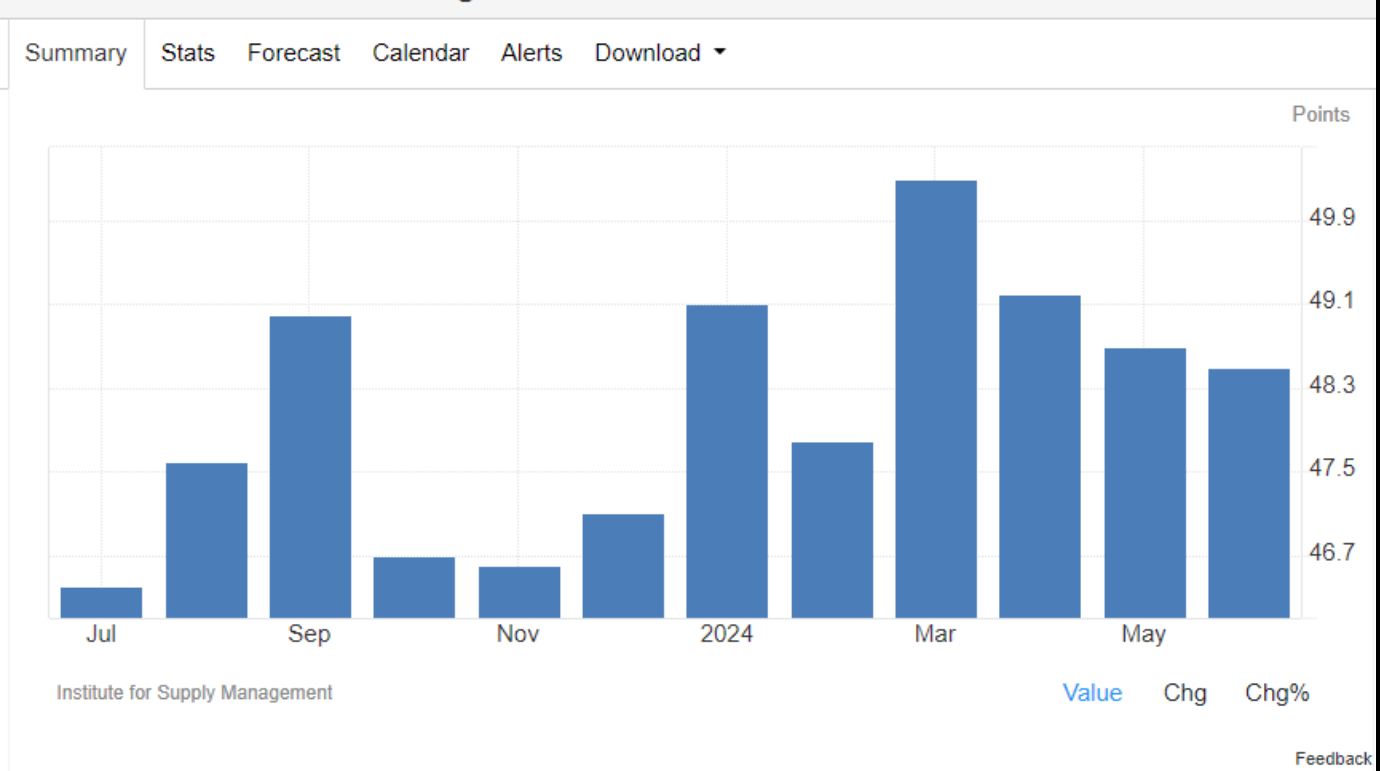 Summary Stats Forecast Calendar Alerts Download
Points
49.9
49.1
48.3
47.5
46.7
Jul Sep Nov 2024 Mar May
Institute for Supply Management Value Chg Chg%
Feedback